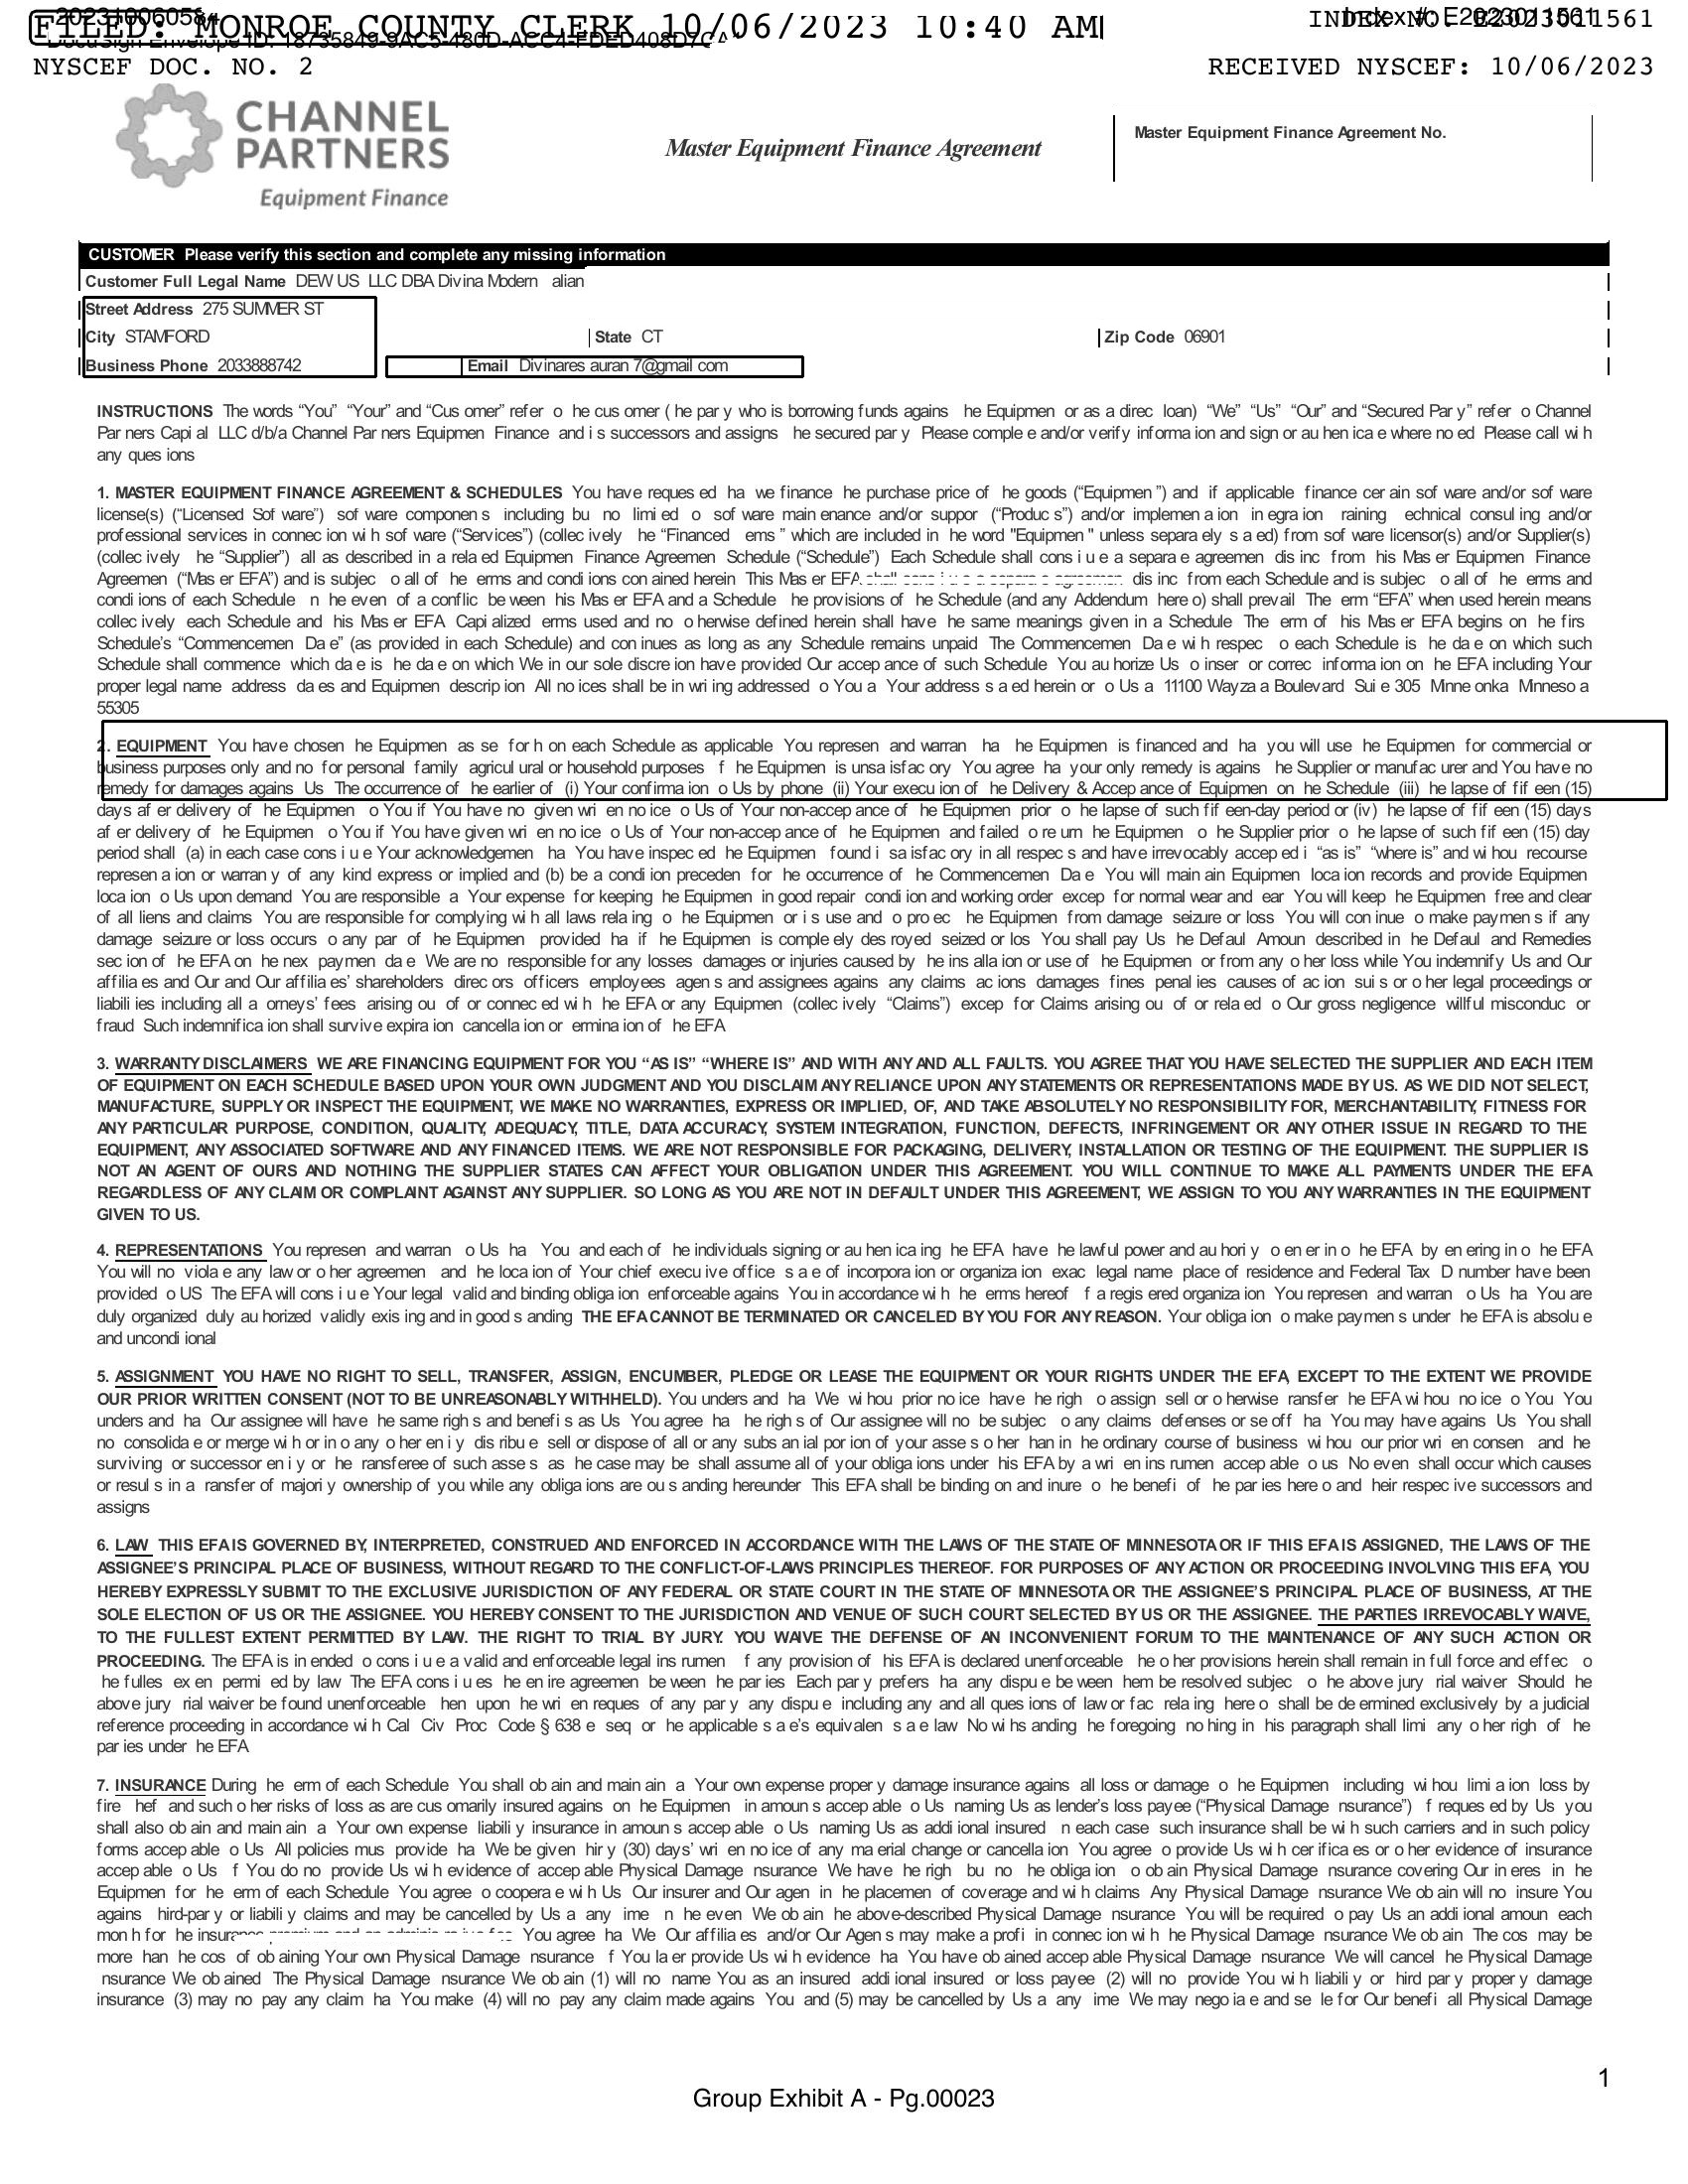 FILED: MONROE COUNTY CLERK 10/06/2023 10:40 AM
202310060584
INDEX NO. E2023011561
Index #: E2023011561
NYSCEF DOC. NO. 2
RECEIVED NYSCEF: 10/06/2023
CHANNEL
PARTNERS
Equipment Finance
Master Equipment Finance Agreement
Master Equipment Finance Agreement No.
CUSTOMER Please verify this section and complete any missing information
Customer Full Legal Name DEW US LLC DBA Divina Modern alian
Street Address 275 SUMMER ST
City STAMFORD State CT Zip Code 06901
Business Phone 2033888742 Email Divinares auran 7@gmail com
INSTRUCTIONS The words “You” “Your” and “Cus omer” refer o he cus omer ( he par y who is borrowing funds agains he Equipmen or as a direc loan) “We” “Us” “Our” and “Secured Par y” refer o Channel
Par ners Capi al LLC d/b/a Channel Par ners Equipmen Finance and i s successors and assigns he secured par y Please comple e and/or verify informa ion and sign or au hen ica e where no ed Please call wi h
any ques ions
1. MASTER EQUIPMENT FINANCE AGREEMENT & SCHEDULES You have reques ed ha we finance he purchase price of he goods (“Equipmen ”) and if applicable finance cer ain sof ware and/or sof ware
license(s) (“Licensed Sof ware”) sof ware componen s including bu no limi ed o sof ware main enance and/or suppor (“Produc s”) and/or implemen a ion in egra ion raining echnical consul ing and/or
professional services in connec ion wi h sof ware (“Services”) (collec ively he “Financed ems ” which are included in he word "Equipmen " unless separa ely s a ed) from sof ware licensor(s) and/or Supplier(s)
(collec ively he “Supplier”) all as described in a rela ed Equipmen Finance Agreemen Schedule (“Schedule”) Each Schedule shall cons i u e a separa e agreemen dis inc from his Mas er Equipmen Finance
Agreemen (“Mas er EFA”) and is subjec o all of he erms and condi ions con ained herein This Mas er EFA shall cons i u e a separa e agreemen dis inc from each Schedule and is subjec o all of he erms and
condi ions of each Schedule n he even of a conflic be ween his Mas er EFA and a Schedule he provisions of he Schedule (and any Addendum here o) shall prevail The erm “EFA” when used herein means
collec ively each Schedule and his Mas er EFA Capi alized erms used and no o herwise defined herein shall have he same meanings given in a Schedule The erm of his Mas er EFA begins on he firs
Schedule’s “Commencemen Da e” (as provided in each Schedule) and con inues as long as any Schedule remains unpaid The Commencemen Da e wi h respec o each Schedule is he da e on which such
Schedule shall commence which da e is he da e on which We in our sole discre ion have provided Our accep ance of such Schedule You au horize Us o inser or correc informa ion on he EFA including Your
proper legal name address da es and Equipmen descrip ion All no ices shall be in wri ing addressed o You a Your address s a ed herein or o Us a 11100 Wayza a Boulevard Sui e 305 Minne onka Minneso a
55305
2. EQUIPMENT You have chosen he Equipmen as se for h on each Schedule as applicable You represen and warran ha he Equipmen is financed and ha you will use he Equipmen for commercial or
business purposes only and no for personal family agricul ural or household purposes f he Equipmen is unsa isfac ory You agree ha your only remedy is agains he Supplier or manufac urer and You have no
remedy for damages agains Us The occurrence of he earlier of (i) Your confirma ion o Us by phone (ii) Your execu ion of he Delivery & Accep ance of Equipmen on he Schedule (iii) he lapse of fif een (15)
days af er delivery of he Equipmen o You if You have no given wri en no ice o Us of Your non-accep ance of he Equipmen prior o he lapse of such fif een-day period or (iv) he lapse of fif een (15) days
af er delivery of he Equipmen o You if You have given wri en no ice o Us of Your non-accep ance of he Equipmen and failed o re urn he Equipmen o he Supplier prior o he lapse of such fif een (15) day
period shall (a) in each case cons i u e Your acknowledgemen ha You have inspec ed he Equipmen found i sa isfac ory in all respec s and have irrevocably accep ed i “as is” “where is” and wi hou recourse
represen a ion or warran y of any kind express or implied and (b) be a condi ion preceden for he occurrence of he Commencemen Da e You will main ain Equipmen loca ion records and provide Equipmen
loca ion o Us upon demand You are responsible a Your expense for keeping he Equipmen in good repair condi ion and working order excep for normal wear and ear You will keep he Equipmen free and clear
of all liens and claims You are responsible for complying wi h all laws rela ing o he Equipmen or i s use and o pro ec he Equipmen from damage seizure or loss You will con inue o make paymen s if any
damage seizure or loss occurs o any par of he Equipmen provided ha if he Equipmen is comple ely des royed seized or los You shall pay Us he Defaul Amoun described in he Defaul and Remedies
sec ion of he EFA on he nex paymen da e We are no responsible for any losses damages or injuries caused by he ins alla ion or use of he Equipmen or from any o her loss while You indemnify Us and Our
affilia es and Our and Our affilia es’ shareholders direc ors officers employees agen s and assignees agains any claims ac ions damages fines penal ies causes of ac ion sui s or o her legal proceedings or
liabili ies including all a orneys’ fees arising ou of or connec ed wi h he EFA or any Equipmen (collec ively “Claims”) excep for Claims arising ou of or rela ed o Our gross negligence willful misconduc or
fraud Such indemnifica ion shall survive expira ion cancella ion or ermina ion of he EFA
3. WARRANTY DISCLAIMERS WE ARE FINANCING EQUIPMENT FOR YOU “AS IS” “WHERE IS” AND WITH ANY AND ALL FAULTS. YOU AGREE THAT YOU HAVE SELECTED THE SUPPLIER AND EACH ITEM
OF EQUIPMENT ON EACH SCHEDULE BASED UPON YOUR OWN JUDGMENT AND YOU DISCLAIM ANY RELIANCE UPON ANY STATEMENTS OR REPRESENTATIONS MADE BY US. AS WE DID NOT SELECT,
MANUFACTURE, SUPPLY OR INSPECT THE EQUIPMENT, WE MAKE NO WARRANTIES, EXPRESS OR IMPLIED, OF, AND TAKE ABSOLUTELY NO RESPONSIBILITY FOR, MERCHANTABILITY, FITNESS FOR
ANY PARTICULAR PURPOSE, CONDITION, QUALITY, ADEQUACY, TITLE, DATA ACCURACY, SYSTEM INTEGRATION, FUNCTION, DEFECTS, INFRINGEMENT OR ANY OTHER ISSUE IN REGARD TO THE
EQUIPMENT, ANY ASSOCIATED SOFTWARE AND ANY FINANCED ITEMS. WE ARE NOT RESPONSIBLE FOR PACKAGING, DELIVERY, INSTALLATION OR TESTING OF THE EQUIPMENT. THE SUPPLIER IS
NOT AN AGENT OF OURS AND NOTHING THE SUPPLIER STATES CAN AFFECT YOUR OBLIGATION UNDER THIS AGREEMENT. YOU WILL CONTINUE TO MAKE ALL PAYMENTS UNDER THE EFA
REGARDLESS OF ANY CLAIM OR COMPLAINT AGAINST ANY SUPPLIER. SO LONG AS YOU ARE NOT IN DEFAULT UNDER THIS AGREEMENT, WE ASSIGN TO YOU ANY WARRANTIES IN THE EQUIPMENT
GIVEN TO US.
4. REPRESENTATIONS You represen and warran o Us ha You and each of he individuals signing or au hen ica ing he EFA have he lawful power and au hori y o en er in o he EFA by en ering in o he EFA
You will no viola e any law or o her agreemen and he loca ion of Your chief execu ive office s a e of incorpora ion or organiza ion exac legal name place of residence and Federal Tax D number have been
provided o US The EFA will cons i u e Your legal valid and binding obliga ion enforceable agains You in accordance wi h he erms hereof f a regis ered organiza ion You represen and warran o Us ha You are
duly organized duly au horized validly exis ing and in good s anding THE EFA CANNOT BE TERMINATED OR CANCELED BY YOU FOR ANY REASON. Your obliga ion o make paymen s under he EFA is absolu e
and uncondi ional
5. ASSIGNMENT YOU HAVE NO RIGHT TO SELL, TRANSFER, ASSIGN, ENCUMBER, PLEDGE OR LEASE THE EQUIPMENT OR YOUR RIGHTS UNDER THE EFA, EXCEPT TO THE EXTENT WE PROVIDE
OUR PRIOR WRITTEN CONSENT (NOT TO BE UNREASONABLY WITHHELD). You unders and ha We wi hou prior no ice have he righ o assign sell or o herwise ransfer he EFA wi hou no ice o You You
unders and ha Our assignee will have he same righ s and benefi s as Us You agree ha he righ s of Our assignee will no be subjec o any claims defenses or se off ha You may have agains Us You shall
no consolida e or merge wi h or in o any o her en i y dis ribu e sell or dispose of all or any subs an ial por ion of your asse s o her han in he ordinary course of business wi hou our prior wri en consen and he
surviving or successor en i y or he ransferee of such asse s as he case may be shall assume all of your obliga ions under his EFA by a wri en ins rumen accep able o us No even shall occur which causes
or resul s in a ransfer of majori y ownership of you while any obliga ions are ou s anding hereunder This EFA shall be binding on and inure o he benefi of he par ies here o and heir respec ive successors and
assigns
6. LAW THIS EFA IS GOVERNED BY, INTERPRETED, CONSTRUED AND ENFORCED IN ACCORDANCE WITH THE LAWS OF THE STATE OF MINNESOTA OR IF THIS EFA IS ASSIGNED, THE LAWS OF THE
ASSIGNEE’S PRINCIPAL PLACE OF BUSINESS, WITHOUT REGARD TO THE CONFLICT-OF-LAWS PRINCIPLES THEREOF. FOR PURPOSES OF ANY ACTION OR PROCEEDING INVOLVING THIS EFA, YOU
HEREBY EXPRESSLY SUBMIT TO THE EXCLUSIVE JURISDICTION OF ANY FEDERAL OR STATE COURT IN THE STATE OF MINNESOTA OR THE ASSIGNEE’S PRINCIPAL PLACE OF BUSINESS, AT THE
SOLE ELECTION OF US OR THE ASSIGNEE. YOU HEREBY CONSENT TO THE JURISDICTION AND VENUE OF SUCH COURT SELECTED BY US OR THE ASSIGNEE. THE PARTIES IRREVOCABLY WAIVE,
TO THE FULLEST EXTENT PERMITTED BY LAW. THE RIGHT TO TRIAL BY JURY. YOU WAIVE THE DEFENSE OF AN INCONVENIENT FORUM TO THE MAINTENANCE OF ANY SUCH ACTION OR
PROCEEDING. The EFA is in ended o cons i u e a valid and enforceable legal ins rumen f any provision of his EFA is declared unenforceable he o her provisions herein shall remain in full force and effec o
he fulles ex en permi ed by law The EFA cons i u es he en ire agreemen be ween he par ies Each par y prefers ha any dispu e be ween hem be resolved subjec o he above jury rial waiver Should he
above jury rial waiver be found unenforceable hen upon he wri en reques of any par y any dispu e including any and all ques ions of law or fac rela ing here o shall be de ermined exclusively by a judicial
reference proceeding in accordance wi h Cal Civ Proc Code § 638 e seq or he applicable s a e’s equivalen s a e law No wi hs anding he foregoing no hing in his paragraph shall limi any o her righ of he
par ies under he EFA
7. INSURANCE During he erm of each Schedule You shall ob ain and main ain a Your own expense proper y damage insurance agains all loss or damage o he Equipmen including wi hou limi a ion loss by
fire hef and such o her risks of loss as are cus omarily insured agains on he Equipmen in amoun s accep able o Us naming Us as lender’s loss payee (“Physical Damage nsurance”) f reques ed by Us you
shall also ob ain and main ain a Your own expense liabili y insurance in amoun s accep able o Us naming Us as addi ional insured n each case such insurance shall be wi h such carriers and in such policy
forms accep able o Us All policies mus provide ha We be given hir y (30) days’ wri en no ice of any ma erial change or cancella ion You agree o provide Us wi h cer ifica es or o her evidence of insurance
accep able o Us f You do no provide Us wi h evidence of accep able Physical Damage nsurance We have he righ bu no he obliga ion o ob ain Physical Damage nsurance covering Our in eres in he
Equipmen for he erm of each Schedule You agree o coopera e wi h Us Our insurer and Our agen in he placemen of coverage and wi h claims Any Physical Damage nsurance We ob ain will no insure You
agains hird-par y or liabili y claims and may be cancelled by Us a any ime n he even We ob ain he above-described Physical Damage nsurance You will be required o pay Us an addi ional amoun each
mon h for he insurance You agree ha We Our affilia es and/or Our Agen s may make a profi in connec ion wi h he Physical Damage nsurance We ob ain The cos may be
more han he cos of ob aining Your own Physical Damage nsurance f You la er provide Us wi h evidence ha You have ob ained accep able Physical Damage nsurance We will cancel he Physical Damage
nsurance We ob ained The Physical Damage nsurance We ob ain (1) will no name You as an insured addi ional insured or loss payee (2) will no provide You wi h liabili y or hird par y proper y damage
insurance (3) may no pay any claim ha You make (4) will no pay any claim made agains You and (5) may be cancelled by Us a any ime We may nego ia e and se le for Our benefi all Physical Damage
1
Group Exhibit A - Pg.00023